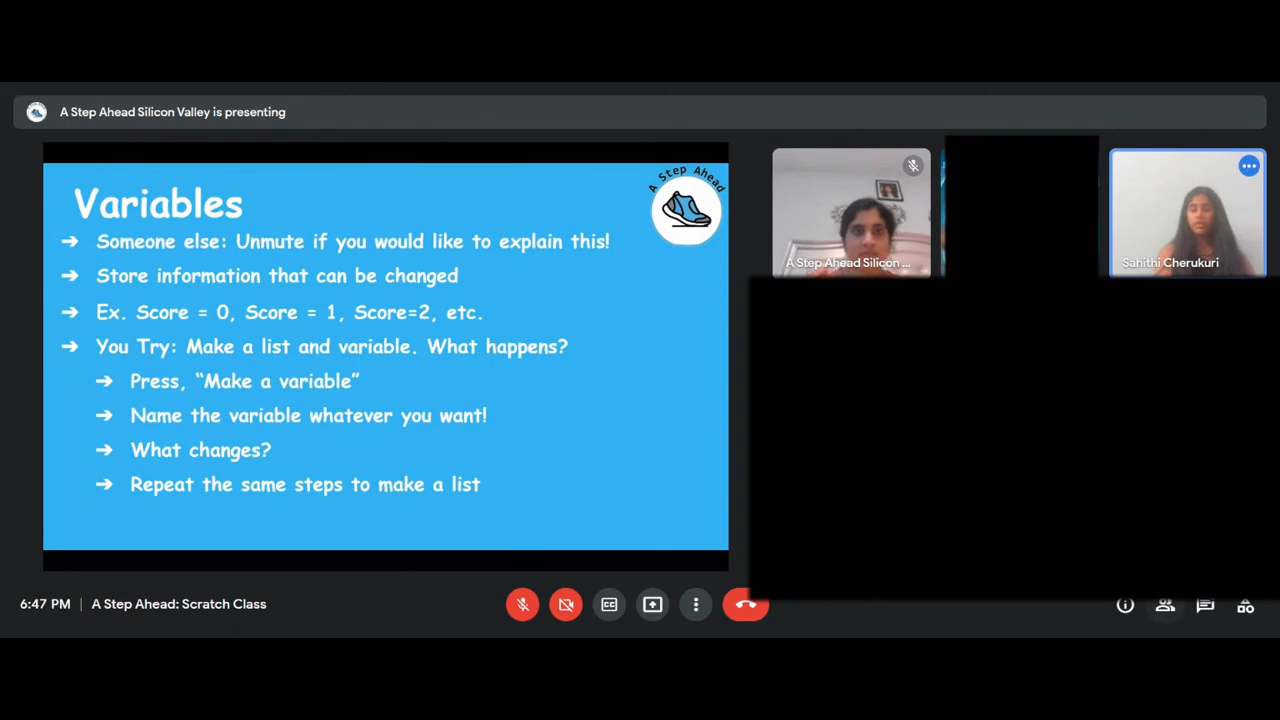 A Step Ahead Silicon Valley is presenting
Variables
A Step Ahead
➔ Someone else: Unmute if you would like to explain this!
➔ Store information that can be changed
➔ Ex. Score = 0, Score = 1, Score=2, etc.
➔ You Try: Make a list and variable. What happens?
➔ Press, “Make a variable”
➔ Name the variable whatever you want!
➔ What changes?
➔ Repeat the same steps to make a list
A Step Ahead Silicon ...
Sahithi Cherukuri
6:47 PM | A Step Ahead: Scratch Class
CC